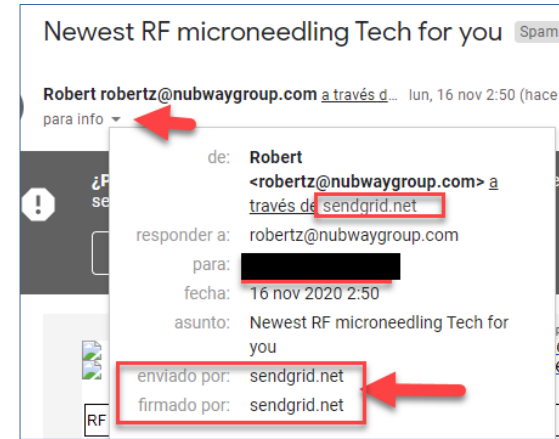 Newest RF microneedling Tech for you Spam
Robert robertz@nubwaygroup.com a través d... lun, 16 nov 2:50 (hace
para info
¿P
se
de: Robert
<robertz@nubwaygroup.com> a
través de sendgrid.net
responder a: robertz@nubwaygroup.com
para:
fecha: 16 nov 2020 2:50
asunto: Newest RF microneedling Tech for
you
enviado por: sendgrid.net
firmado por: sendgrid.net
RF